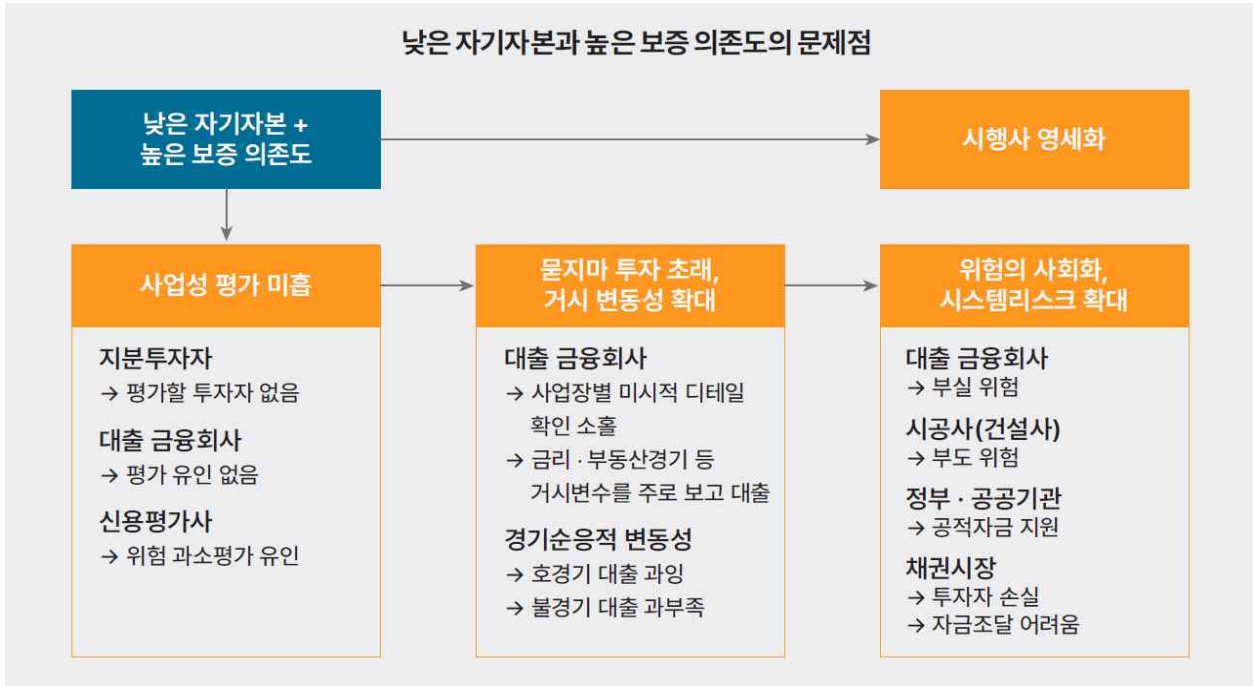 낮은 자기자본과 높은 보증 의존도의 문제점
낮은 자기자본 +
높은 보증 의존도
시행사 영세화
사업성 평가 미흡
지분투자자
→ 평가할 투자자 없음
대출 금융회사
→ 평가 유인 없음
신용평가사
→ 위험 과소평가 유인
묻지마 투자 초래,
거시 변동성 확대
대출 금융회사
→ 사업장별 미시적 디테일
확인 소홀
→ 금리 · 부동산경기 등
거시변수를 주로 보고 대출
경기순응적 변동성
→ 호경기 대출 과잉
→ 불경기 대출 과부족
위험의 사회화,
시스템리스크 확대
대출 금융회사
→ 부실 위험
시공사(건설사)
→ 부도 위험
정부 · 공공기관
→ 공적자금 지원
채권시장
→ 투자자 손실
→ 자금조달 어려움